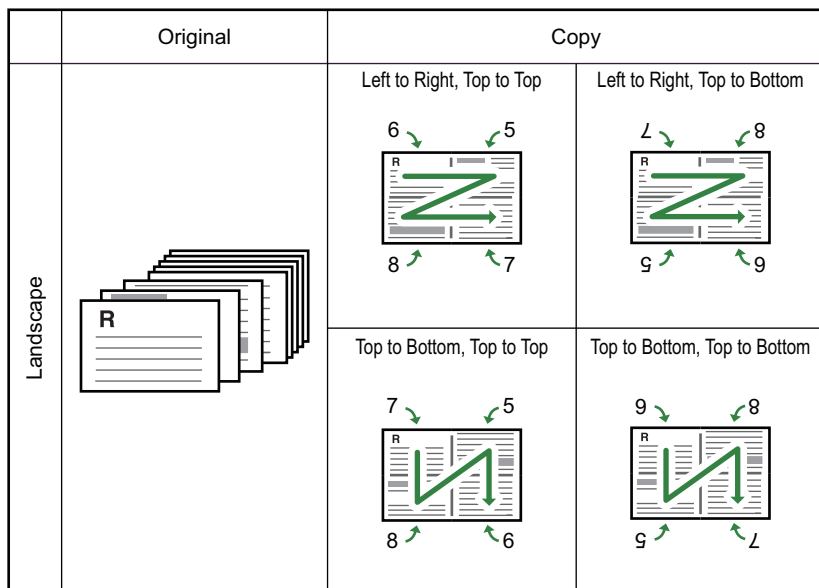 Original
Copy
Landscape
R
Left to Right, Top to Top
6 5
R
8 7
Left to Right, Top to Bottom
7 8
R
5 6
Top to Bottom, Top to Top
7 5
R
8 6
Top to Bottom, Top to Bottom
6 8
R
5 7